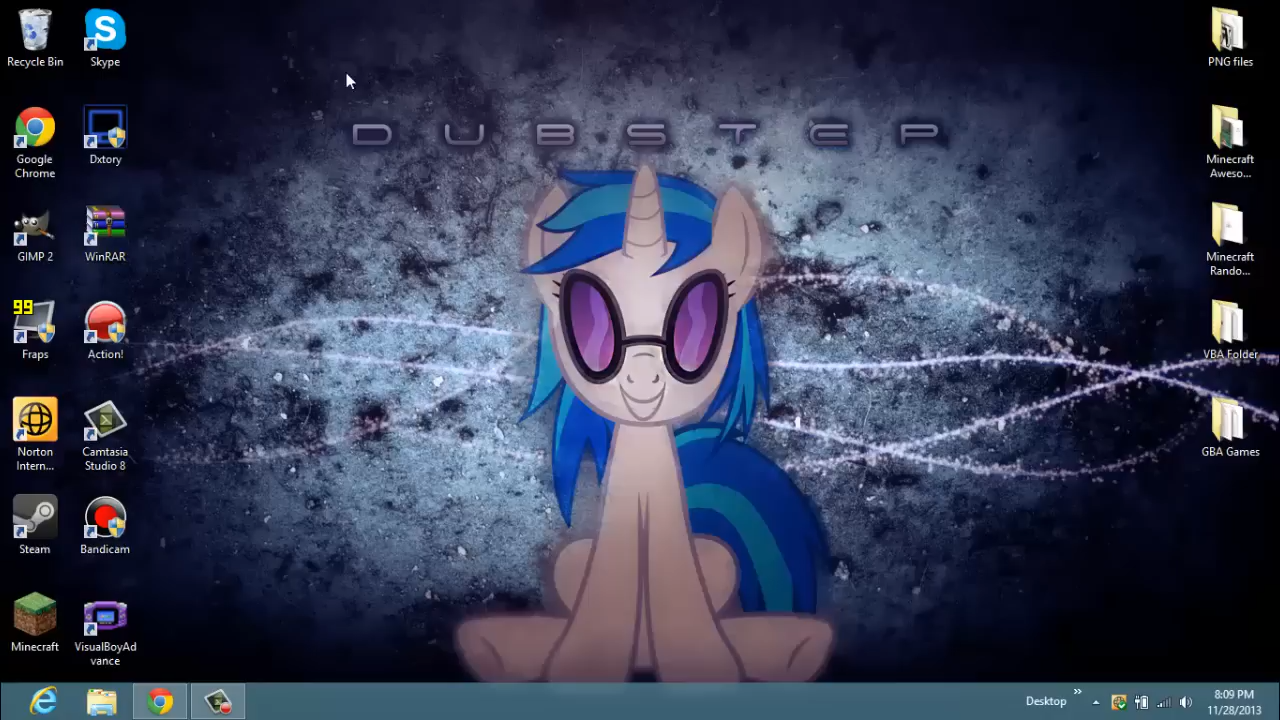 Recycle Bin
Skype
Google
Chrome
Dxtory
GIMP 2
WinRAR
99
Fraps
Action!
Norton
Intern...
Camtasia
Studio 8
Steam
Bandicam
Minecraft
VisualBoyAd
vance
DUBSTEP
PNG files
Minecraft
Aweso...
Minecraft
Rando...
VBA Folder
GBA Games
Desktop
8:09 PM
11/28/2013